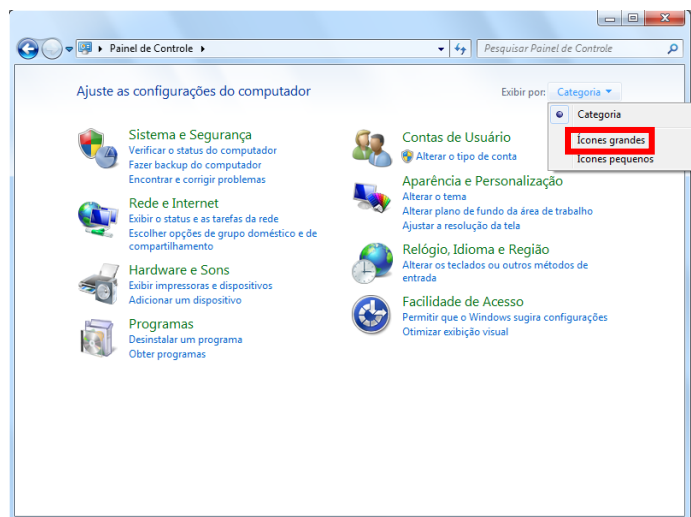 Painel de Controle
Pesquisar Painel de Controle
Ajuste as configurações do computador
Exibir por:
Categoria
Categoria
Ícones grandes
Ícones pequenos
Sistema e Segurança
Verificar o status do computador
Fazer backup do computador
Encontrar e corrigir problemas
Rede e Internet
Exibir o status e as tarefas da rede
Escolher opções de grupo doméstico e de
compartilhamento
Hardware e Sons
Exibir impressoras e dispositivos
Adicionar um dispositivo
Programas
Desinstalar um programa
Obter programas
Contas de Usuário
Alterar o tipo de conta
Aparência e Personalização
Alterar o tema
Alterar plano de fundo da área de trabalho
Ajustar a resolução da tela
Relógio, Idioma e Região
Alterar os teclados ou outros métodos de
entrada
Facilidade de Acesso
Permitir que o Windows sugira configurações
Otimizar exibição visual